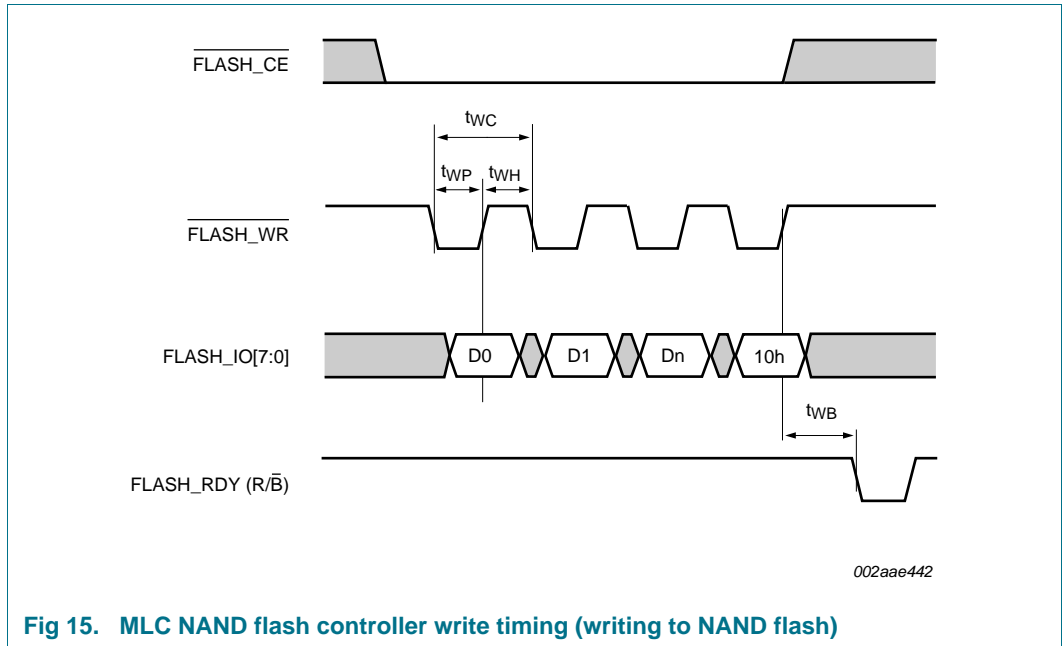 FLASH_CE
tWC
tWP tWH
FLASH_WR
FLASH_IO[7:0] D0 D1 Dn 10h
tWB
FLASH_RDY (R/B̅)
002aae442
Fig 15. MLC NAND flash controller write timing (writing to NAND flash)